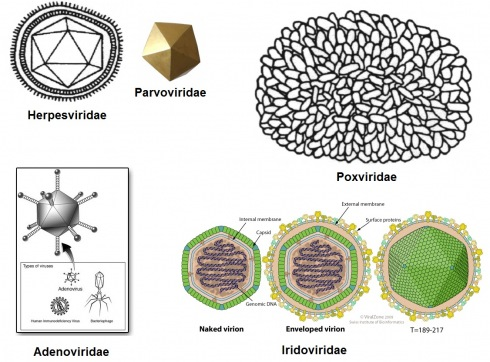 Herpesviridae
Parvoviridae
Poxviridae
Types of viruses
Adenovirus
Human Immunodeficiency Virus
Bacteriophage
Adenoviridae
External membrane
Internal membrane
Surface proteins
Capsid
Genomic DNA
© ViralZone 2009
Swiss Institute of Bioinformatics
Naked virion
Enveloped virion
T=189-217
Iridoviridae